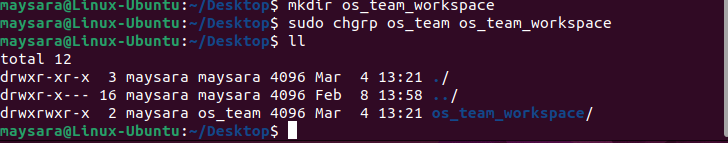 maysara@Linux-Ubuntu:~/Desktop$ mkdir os_team_workspace
maysara@Linux-Ubuntu:~/Desktop$ sudo chgrp os_team os_team_workspace
maysara@Linux-Ubuntu:~/Desktop$ ll
total 12
drwxr-xr-x  3 maysara maysara 4096 Mar  4 13:21 ./
drwxr-x--- 16 maysara maysara 4096 Feb  8 13:58 ../
drwxrwxr-x  2 maysara os_team 4096 Mar  4 13:21 os_team_workspace/
maysara@Linux-Ubuntu:~/Desktop$